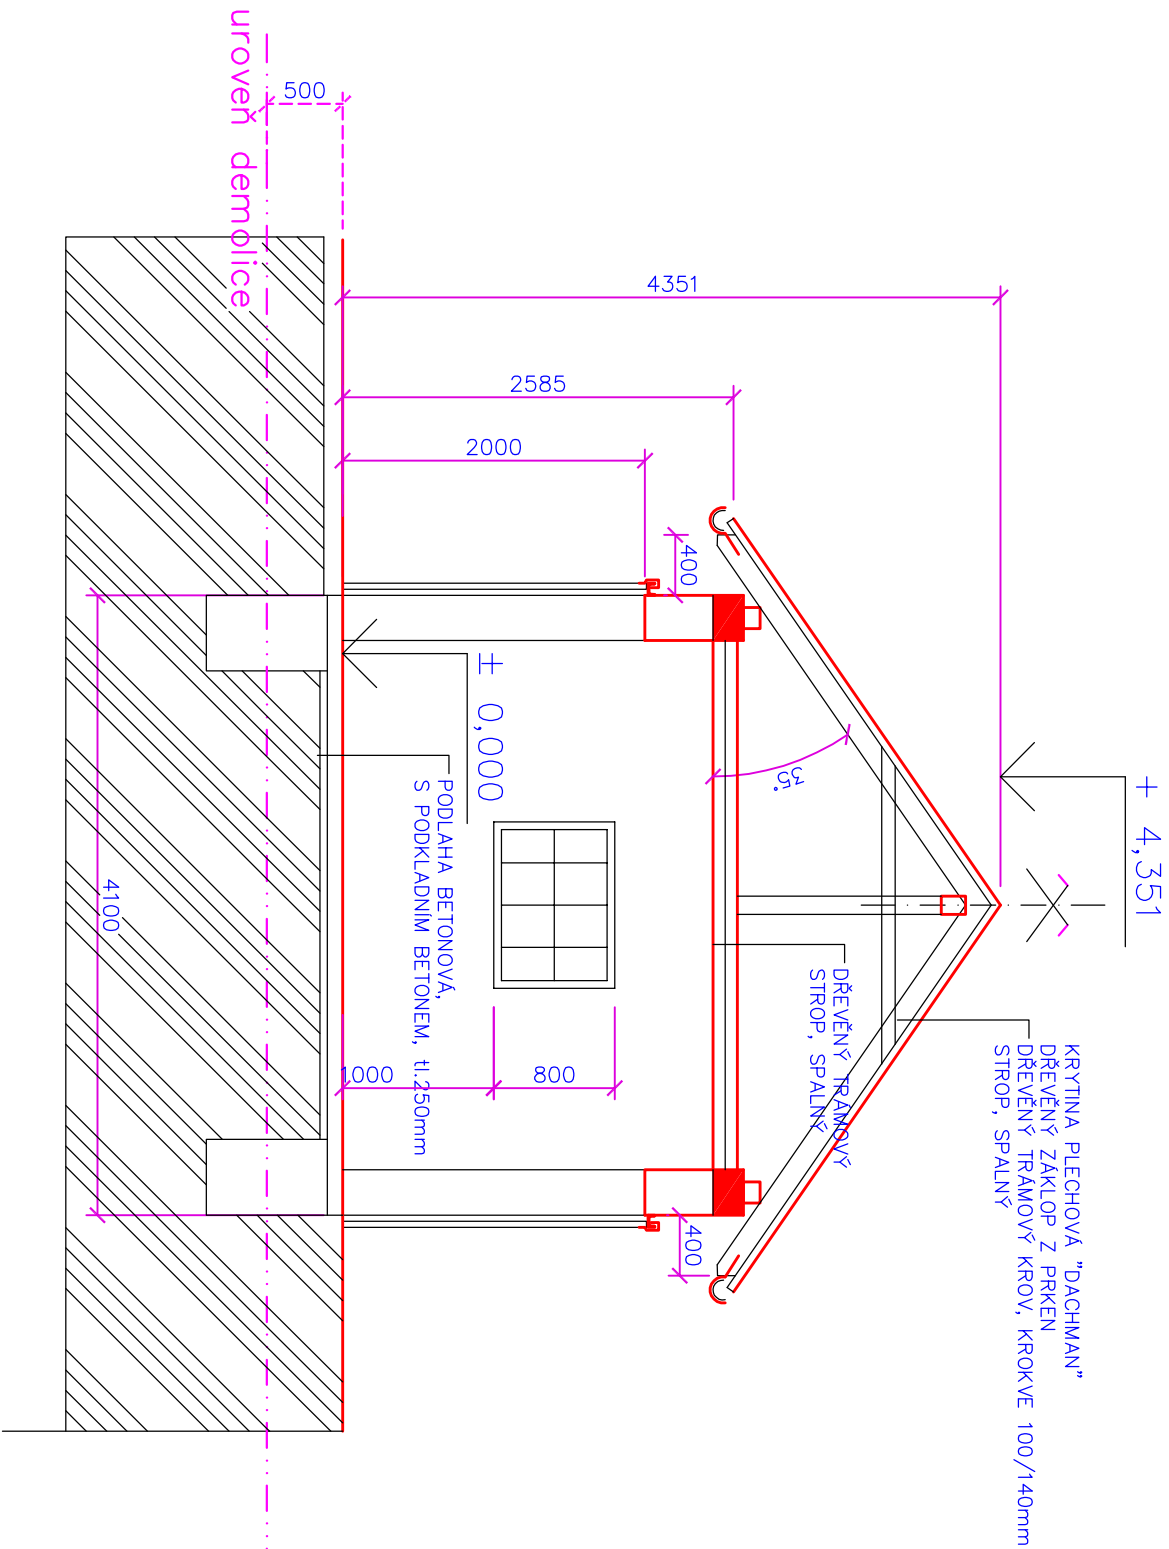 + 4,351
KRYTINA PLECHOVÁ "DACHMAN"
DŘEVĚNÝ ZÁKLOP Z PRKEN
DŘEVĚNÝ TRÁMOVÝ KROV, KROKVE 100/140mm
STROP, SPALNÝ
DŘEVĚNÝ TRÁMOVÝ
STROP, SPALNÝ
35°
4351
2585
2000
400
400
± 0,000
PODLAHA BETONOVÁ,
S PODKLADNÍM BETONEM, tl.250mm
800
1000
500
uroveň demolice
4100